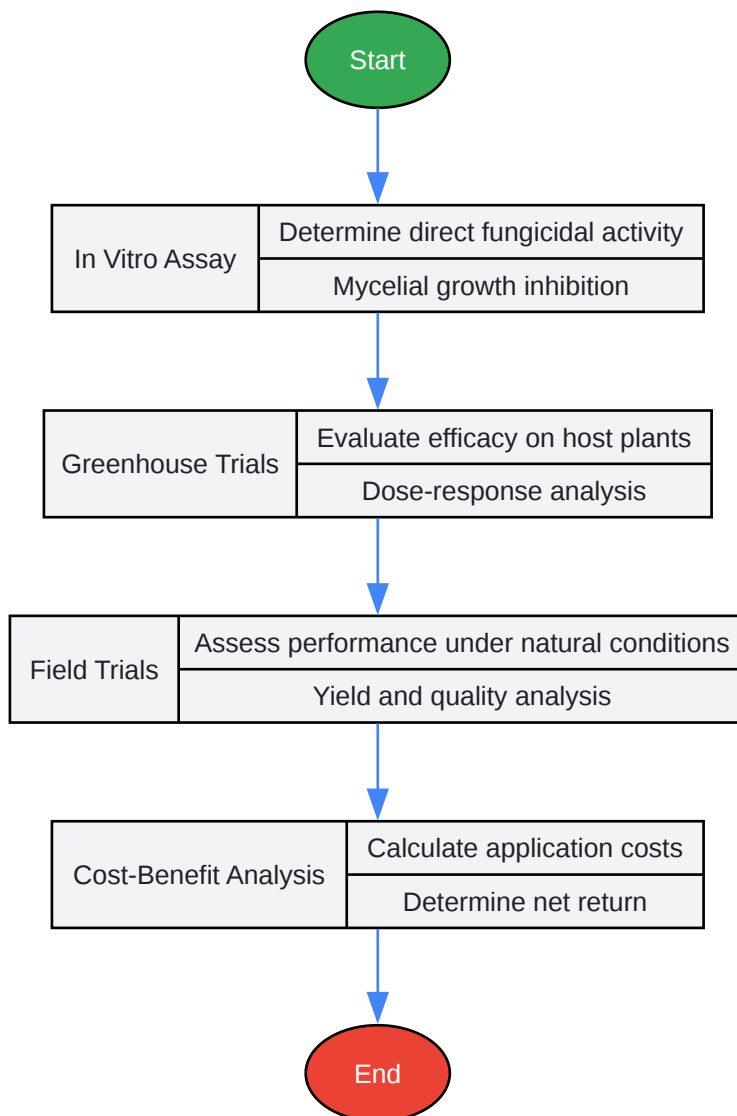 Start
In Vitro Assay
Determine direct fungicidal activity
Mycelial growth inhibition
Greenhouse Trials
Evaluate efficacy on host plants
Dose-response analysis
Field Trials
Assess performance under natural conditions
Yield and quality analysis
Cost-Benefit Analysis
Calculate application costs
Determine net return
End